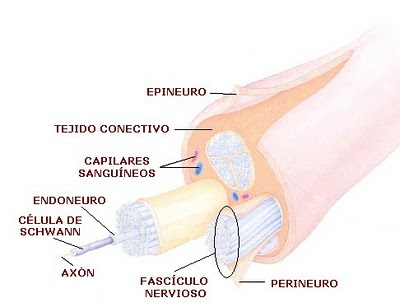 EPINEURO
TEJIDO CONECTIVO
CAPILARES
SANGUÍNEOS
ENDONEURO
CÉLULA DE
SCHWANN
AXÓN
FASCÍCULO
NERVIOSO
PERINEURO